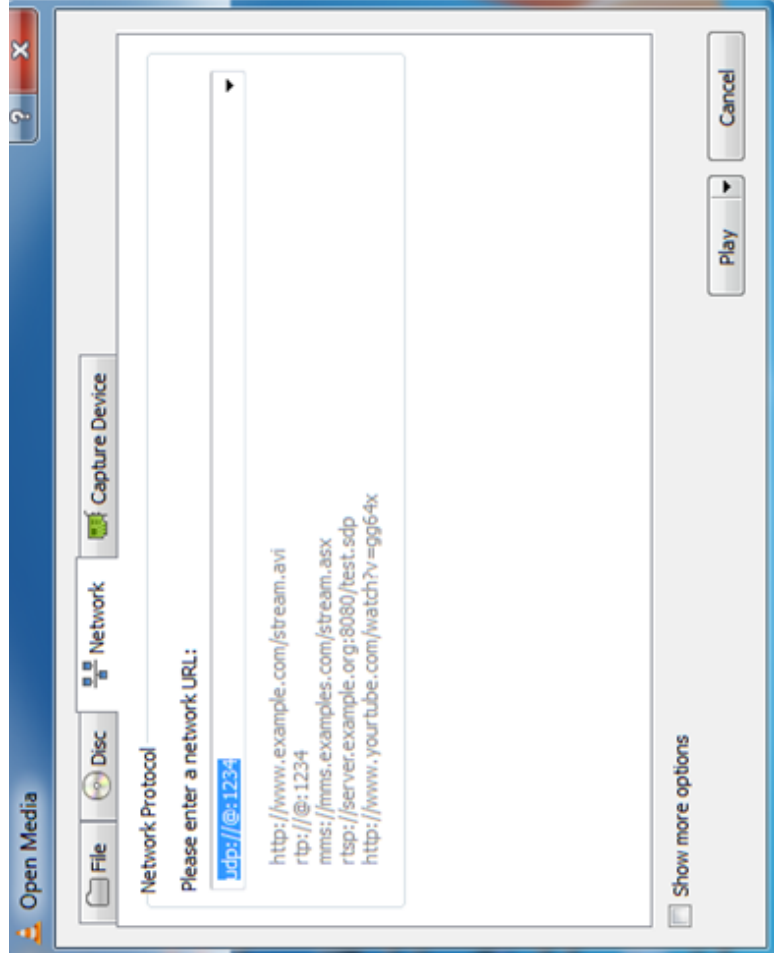 Open Media
? X
File Disc Network Capture Device
Network Protocol
Please enter a network URL:
udp://@:1234
http://www.example.com/stream.avi
rtp://@:1234
mms://mms.examples.com/stream.asx
rtsp://server.example.org:8080/test.sdp
http://www.yourtube.com/watch?v=gg64x
Show more options
Play Cancel